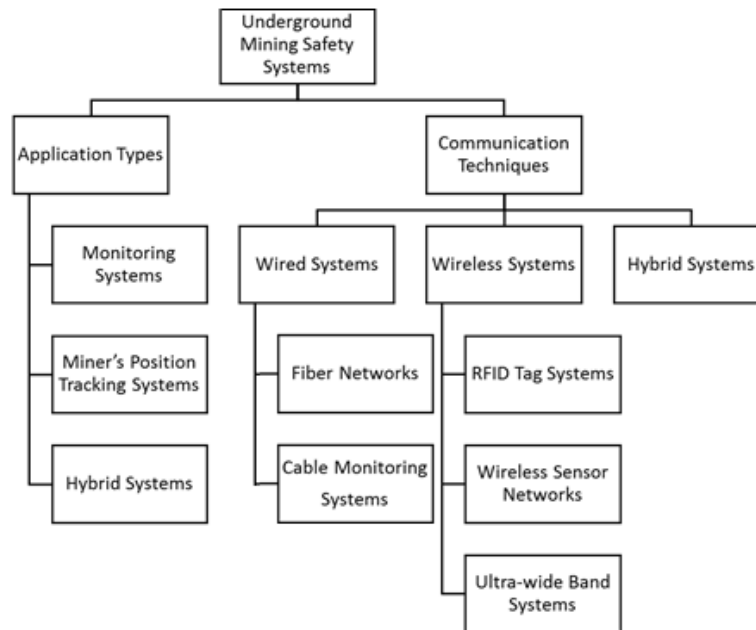 Underground
Mining Safety
Systems
Application Types
Communication
Techniques
Monitoring
Systems
Miner’s Position
Tracking Systems
Hybrid Systems
Wired Systems
Wireless Systems
Hybrid Systems
Fiber Networks
Cable Monitoring
Systems
RFID Tag Systems
Wireless Sensor
Networks
Ultra-wide Band
Systems